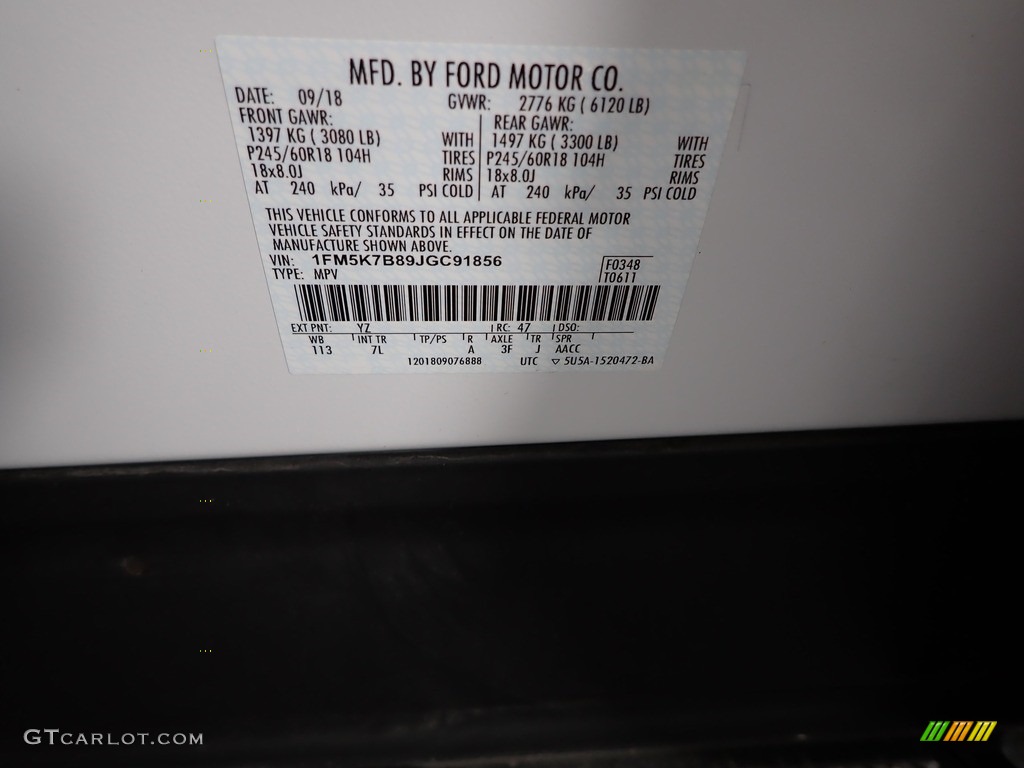 MFD. BY FORD MOTOR CO.
DATE: 09/18 GVWR: 2776 KG ( 6120 LB)
FRONT GAWR: REAR GAWR:
1397 KG ( 3080 LB) WITH 1497 KG ( 3300 LB) WITH
P245/60R18 104H TIRES P245/60R18 104H TIRES
18x8.0J RIMS 18x8.0J RIMS
AT 240 kPa/ 35 PSI COLD AT 240 kPa/ 35 PSI COLD
THIS VEHICLE CONFORMS TO ALL APPLICABLE FEDERAL MOTOR
VEHICLE SAFETY STANDARDS IN EFFECT ON THE DATE OF
MANUFACTURE SHOWN ABOVE.
VIN: 1FM5K7B89JGC91856 F0348
TYPE: MPV T0611
EXT PNT: YZ RC: 47 DSO:
WB INT TR TP/PS R AXLE TR SPR
113 7L A 3F J AACC
1201809076888 UTC ▽ 5U5A-1520472-BA
GTCARLOT.COM